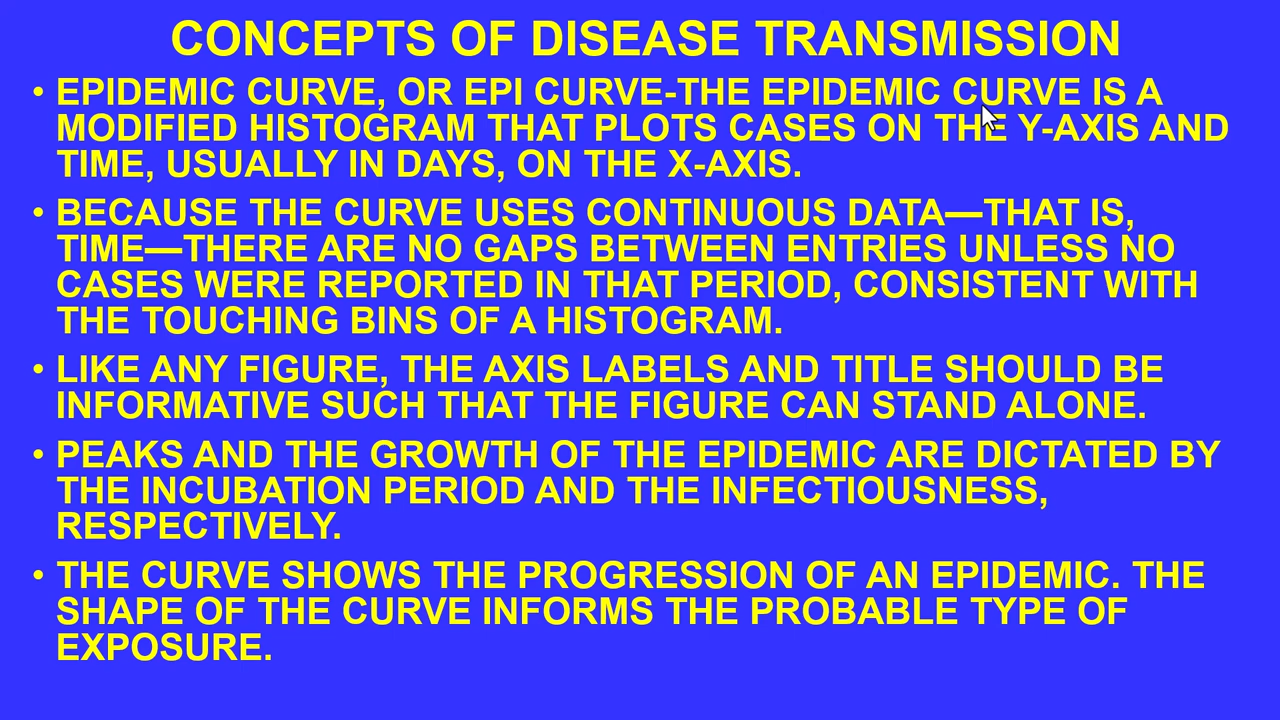 CONCEPTS OF DISEASE TRANSMISSION
• EPIDEMIC CURVE, OR EPI CURVE-THE EPIDEMIC CURVE IS A
MODIFIED HISTOGRAM THAT PLOTS CASES ON THE Y-AXIS AND
TIME, USUALLY IN DAYS, ON THE X-AXIS.
• BECAUSE THE CURVE USES CONTINUOUS DATA—THAT IS,
TIME—THERE ARE NO GAPS BETWEEN ENTRIES UNLESS NO
CASES WERE REPORTED IN THAT PERIOD, CONSISTENT WITH
THE TOUCHING BINS OF A HISTOGRAM.
• LIKE ANY FIGURE, THE AXIS LABELS AND TITLE SHOULD BE
INFORMATIVE SUCH THAT THE FIGURE CAN STAND ALONE.
• PEAKS AND THE GROWTH OF THE EPIDEMIC ARE DICTATED BY
THE INCUBATION PERIOD AND THE INFECTIOUSNESS,
RESPECTIVELY.
• THE CURVE SHOWS THE PROGRESSION OF AN EPIDEMIC. THE
SHAPE OF THE CURVE INFORMS THE PROBABLE TYPE OF
EXPOSURE.